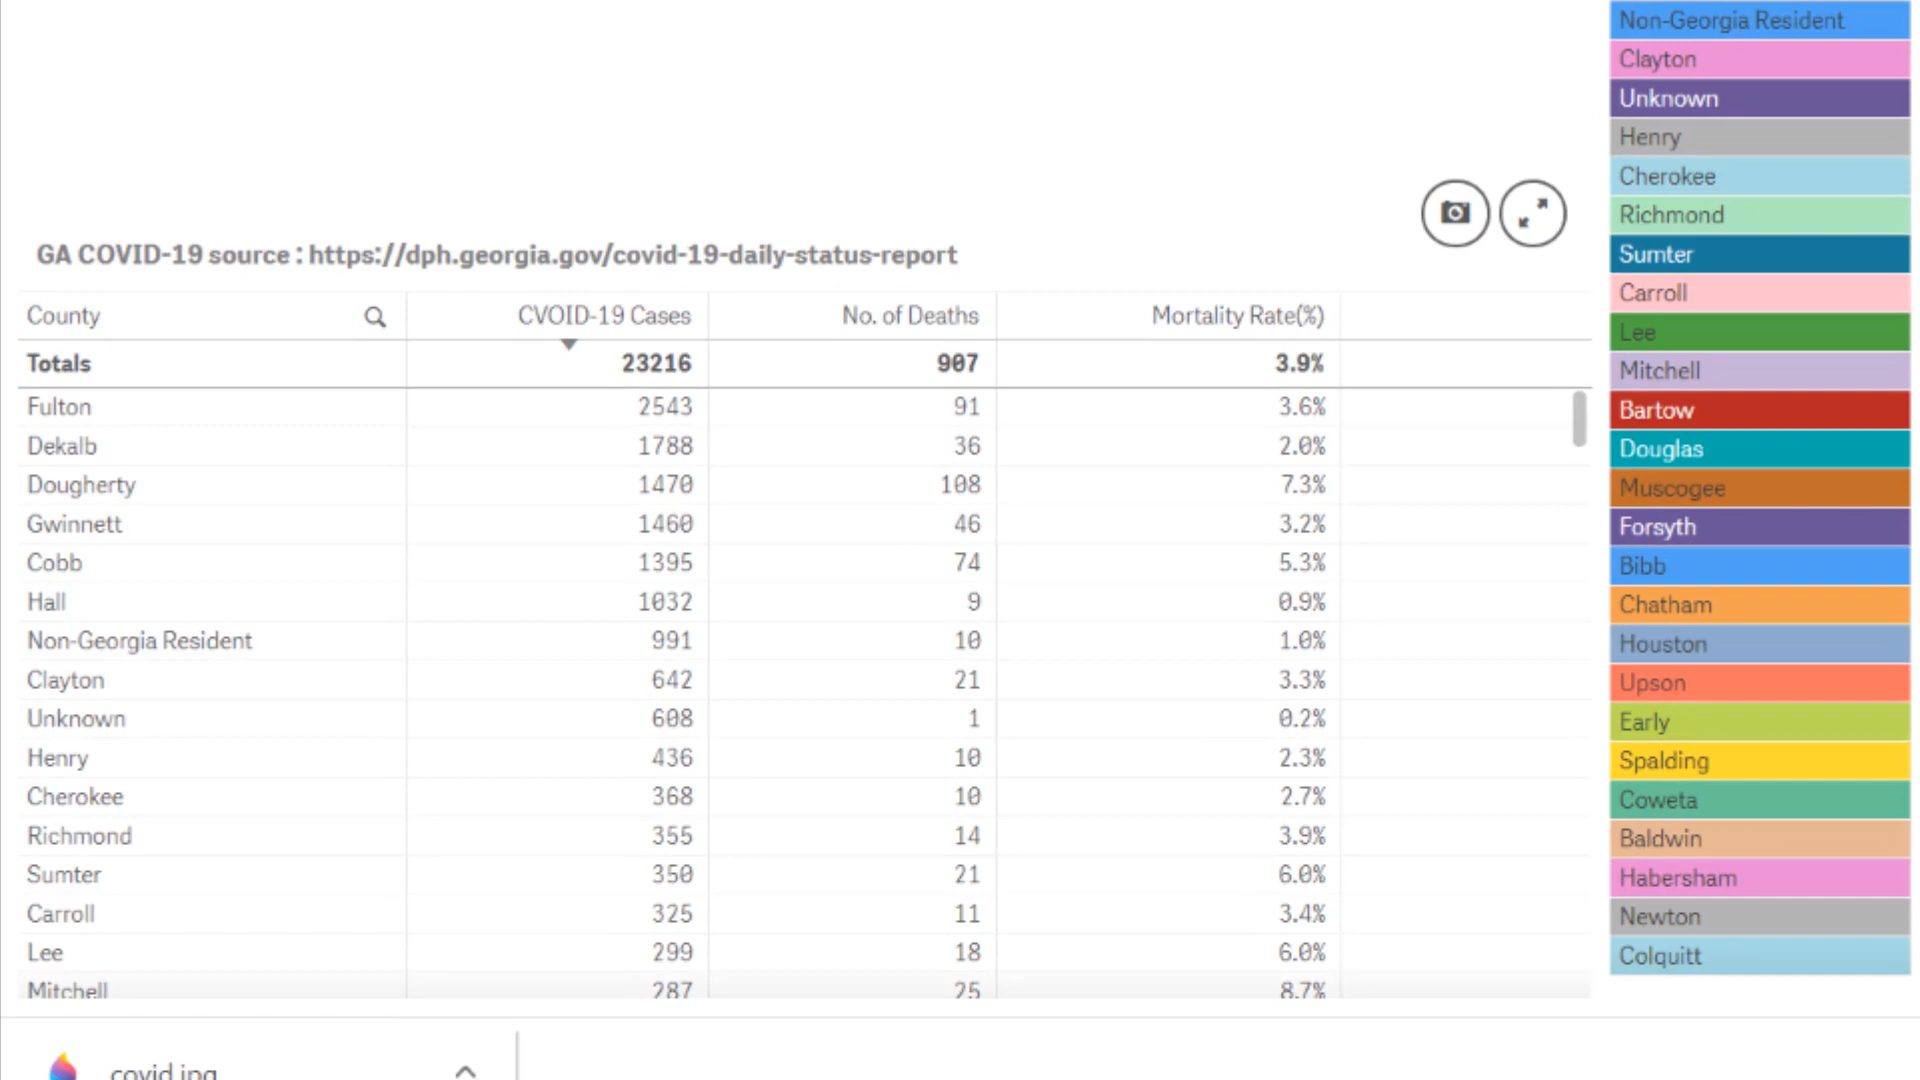 GA COVID-19 source : https://dph.georgia.gov/covid-19-daily-status-report
County CVOID-19 Cases No. of Deaths Mortality Rate(%)
Totals 23216 907 3.9%
Fulton 2543 91 3.6%
Dekalb 1788 36 2.0%
Dougherty 1470 108 7.3%
Gwinnett 1460 46 3.2%
Cobb 1395 74 5.3%
Hall 1032 9 0.9%
Non-Georgia Resident 991 10 1.0%
Clayton 642 21 3.3%
Unknown 608 1 0.2%
Henry 436 10 2.3%
Cherokee 368 10 2.7%
Richmond 355 14 3.9%
Sumter 350 21 6.0%
Carroll 325 11 3.4%
Lee 299 18 6.0%
Mitchell 287 25 8.7%
Non-Georgia Resident
Clayton
Unknown
Henry
Cherokee
Richmond
Sumter
Carroll
Lee
Mitchell
Bartow
Douglas
Muscogee
Forsyth
Bibb
Chatham
Houston
Upson
Early
Spalding
Coweta
Baldwin
Habersham
Newton
Colquitt
covid.jpg